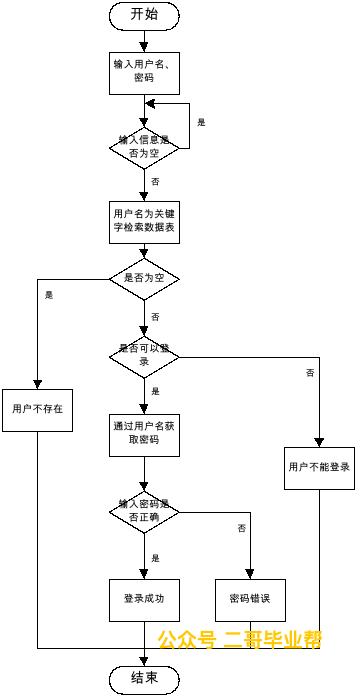 开始
输入用户名、
密码
是
输入信息是
否为空
否
用户名为关键
字检索数据表
是否为空
是
否
是否可以登
录
否
是
用户不存在
通过用户名获
取密码
用户不能登录
输入密码是
否正确
否
是
登录成功
密码错误
公众号 二哥毕业帮
结束